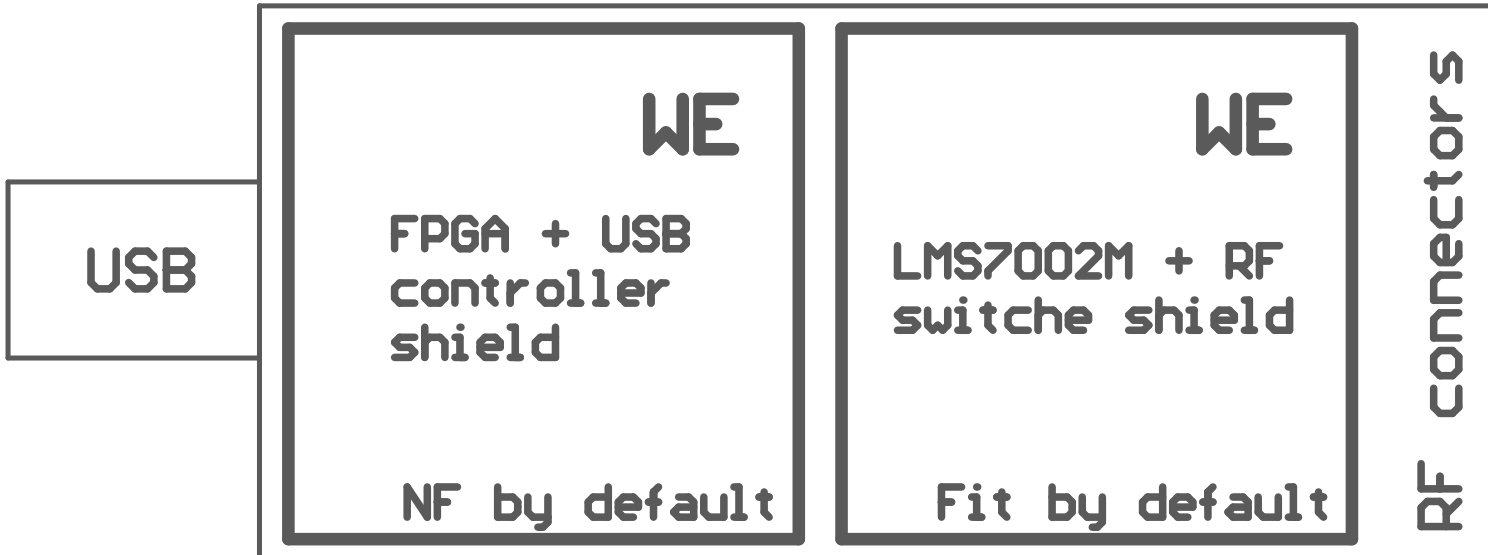 USB
WE
FPGA + USB
controller
shield
NF by default
WE
LMS7002M + RF
switche shield
Fit by default
RF connectors